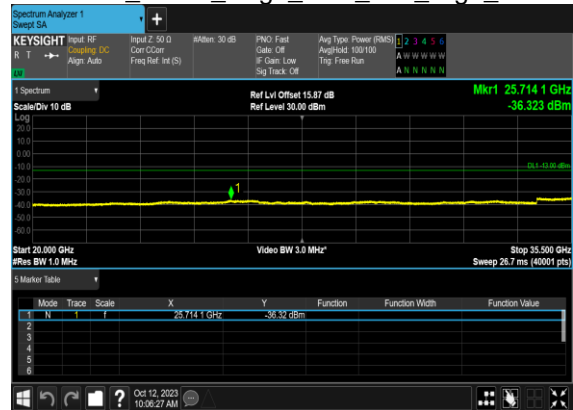 Spectrum Analyzer 1
Swept SA
+
KEYSIGHT Input: RF Input Z: 50 Ω #Atten: 30 dB PNO: Fast Avg Type: Power (RMS) 1 2 3 4 5 6
R T Coupling: DC Corr CCorr Gate: Off Avg|Hold: 100/100 A W W W W W
Align: Auto Freq Ref: Int (S) IF Gain: Low Trig: Free Run
Sig Track: Off A N N N N N
LW
1 Spectrum Ref Lvl Offset 15.87 dB Mkr1 25.714 1 GHz
Scale/Div 10 dB Ref Level 30.00 dBm -36.323 dBm
Log
20.0
10.0
0.00
-10.0 DL1 -13.00 dBm
-20.0
-30.0 1
-40.0
-50.0
-60.0
Start 20.000 GHz Video BW 3.0 MHz* Stop 35.500 GHz
#Res BW 1.0 MHz Sweep 26.7 ms (40001 pts)
5 Marker Table
Mode Trace Scale X Y Function Function Width Function Value
1 N 1 f 25.714 1 GHz -36.32 dBm
2
3
4
5
6
? Oct 12, 2023
10:06:27 AM